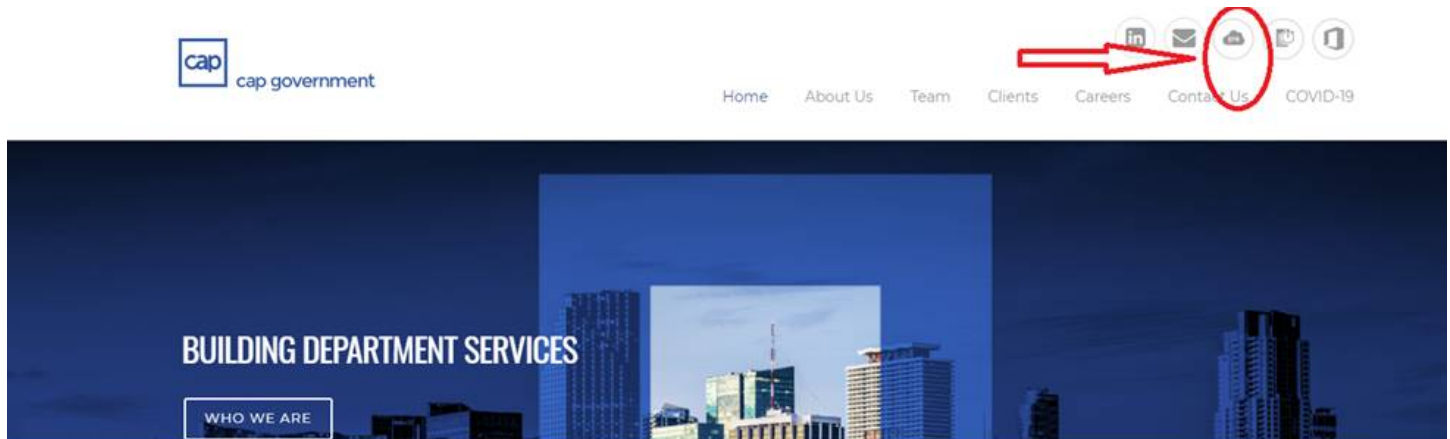 cap
cap government
in
Home About Us Team Clients Careers Contact Us COVID-19
BUILDING DEPARTMENT SERVICES
WHO WE ARE